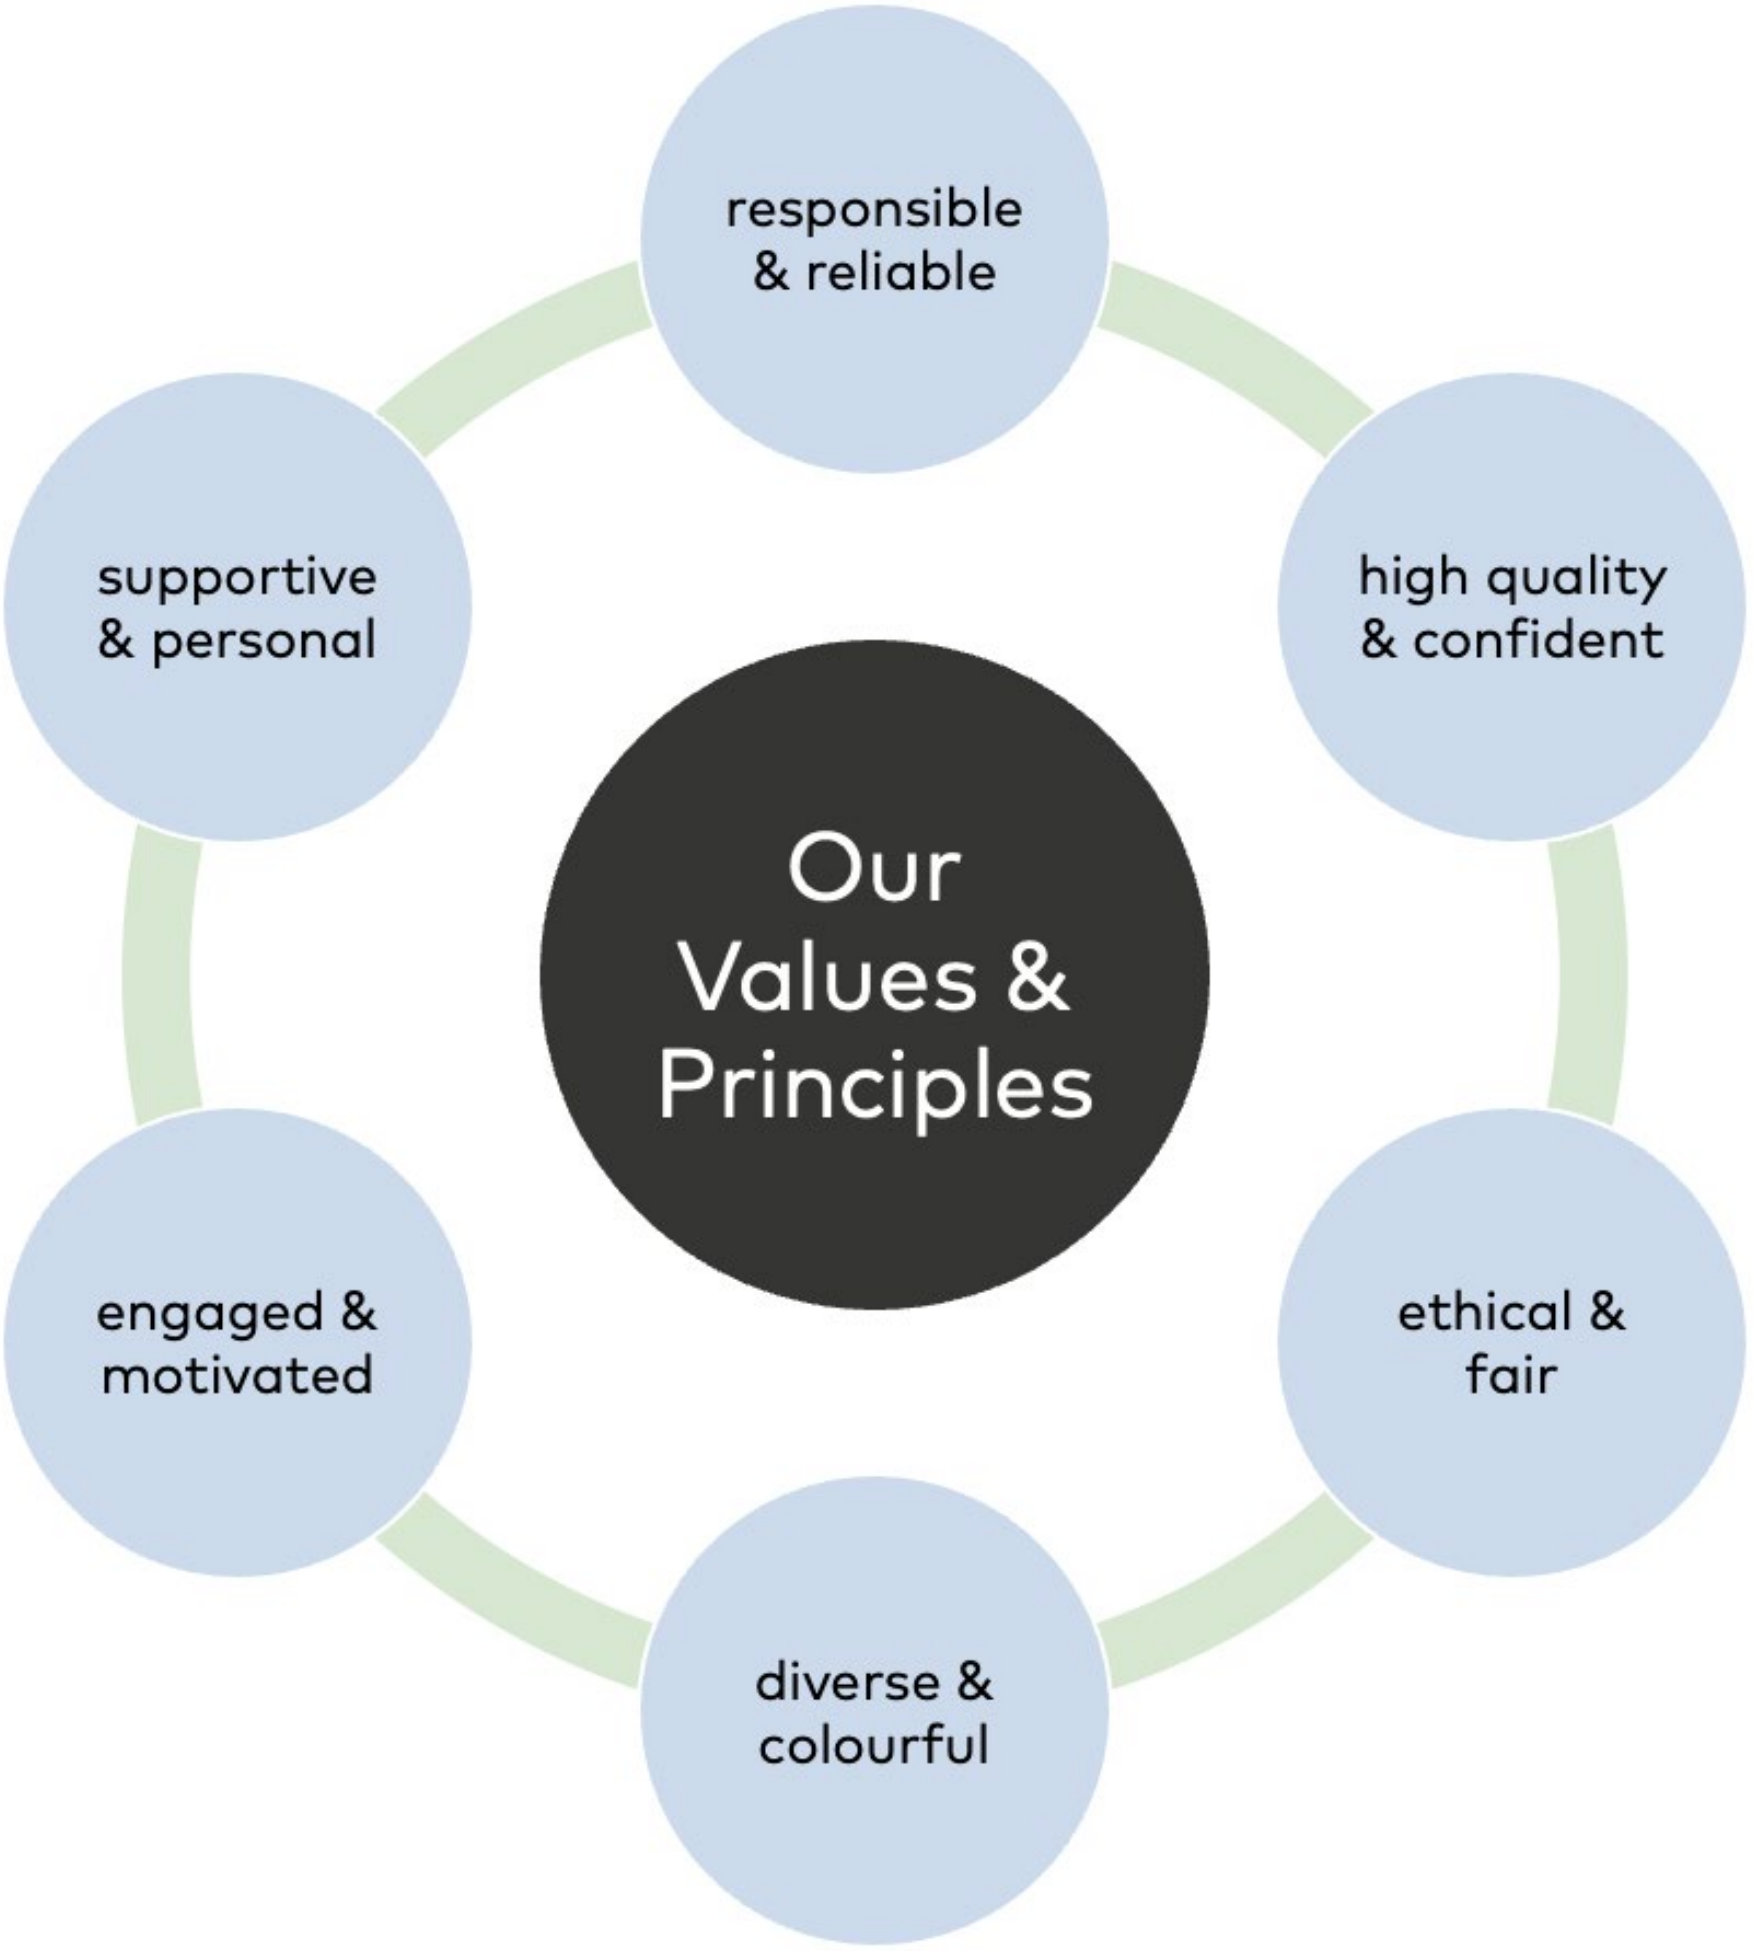 responsible
& reliable
supportive
& personal
high quality
& confident
Our
Values &
Principles
engaged &
motivated
ethical &
fair
diverse &
colourful